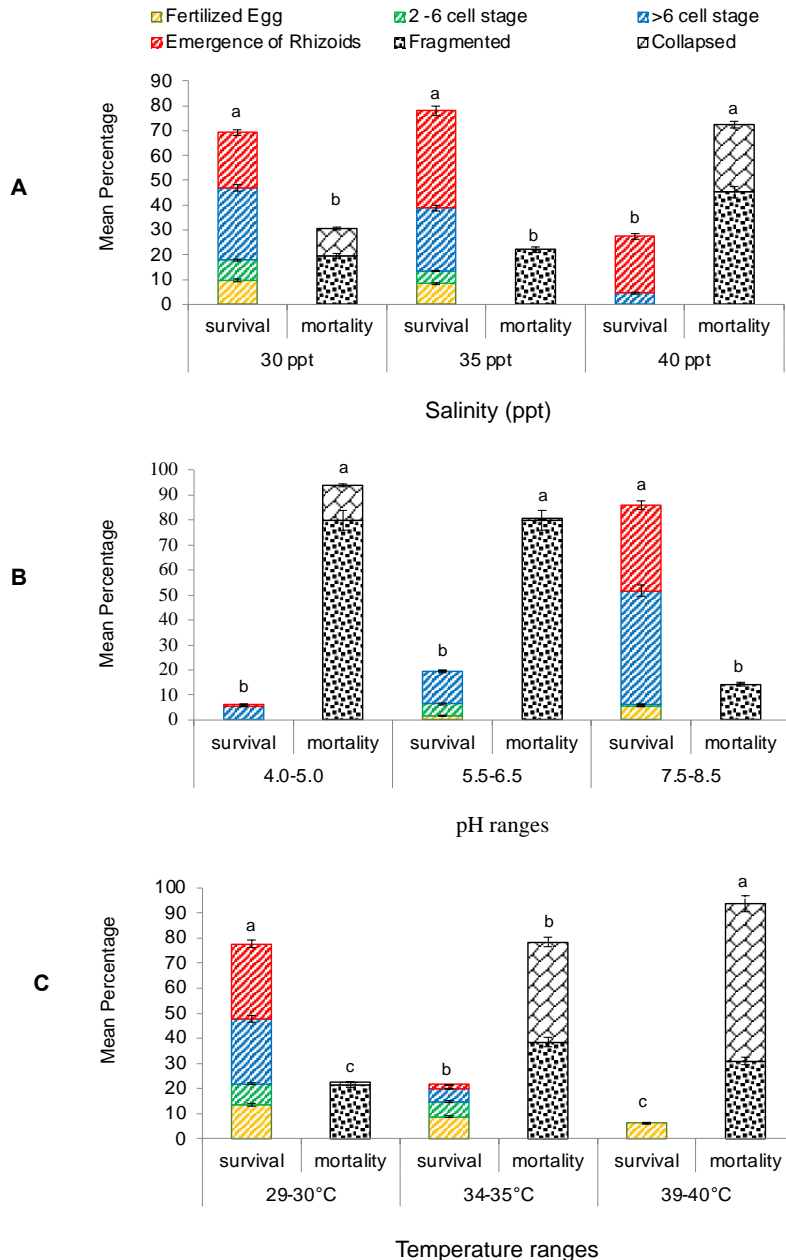 Fertilized Egg 2 -6 cell stage >6 cell stage
Emergence of Rhizoids Fragmented Collapsed
A
Mean Percentage
90
80
70
60
50
40
30
20
10
0
a b a b b a
survival mortality survival mortality survival mortality
30 ppt 35 ppt 40 ppt
Salinity (ppt)
B
Mean Percentage
100
90
80
70
60
50
40
30
20
10
0
b a b a a b
survival mortality survival mortality survival mortality
4.0-5.0 5.5-6.5 7.5-8.5
pH ranges
C
Mean Percentage
100
90
80
70
60
50
40
30
20
10
0
a c b b c a
survival mortality survival mortality survival mortality
29-30°C 34-35°C 39-40°C
Temperature ranges